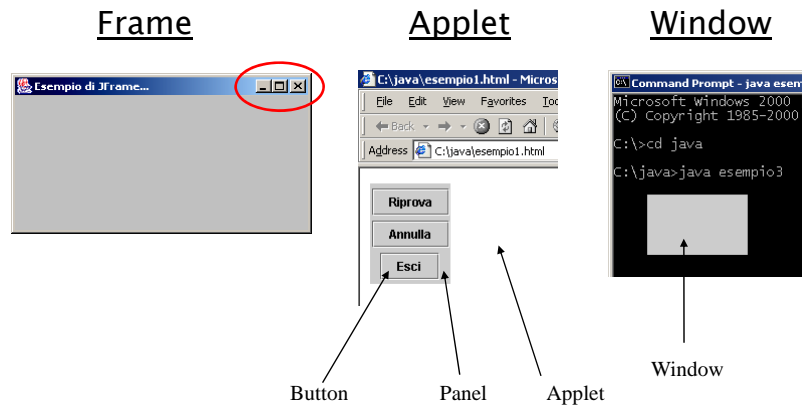 Frame
Applet
Window
Esempio di JFrame...
C:\java\esempio1.html - Micros
File Edit View Favorites Too
Back
Address C:\java\esempio1.html
Riprova
Annulla
Esci
Command Prompt - java esem
Microsoft Windows 2000
(C) Copyright 1985-2000
C:\>cd java
C:\java>java esempio3
Button
Panel
Applet
Window